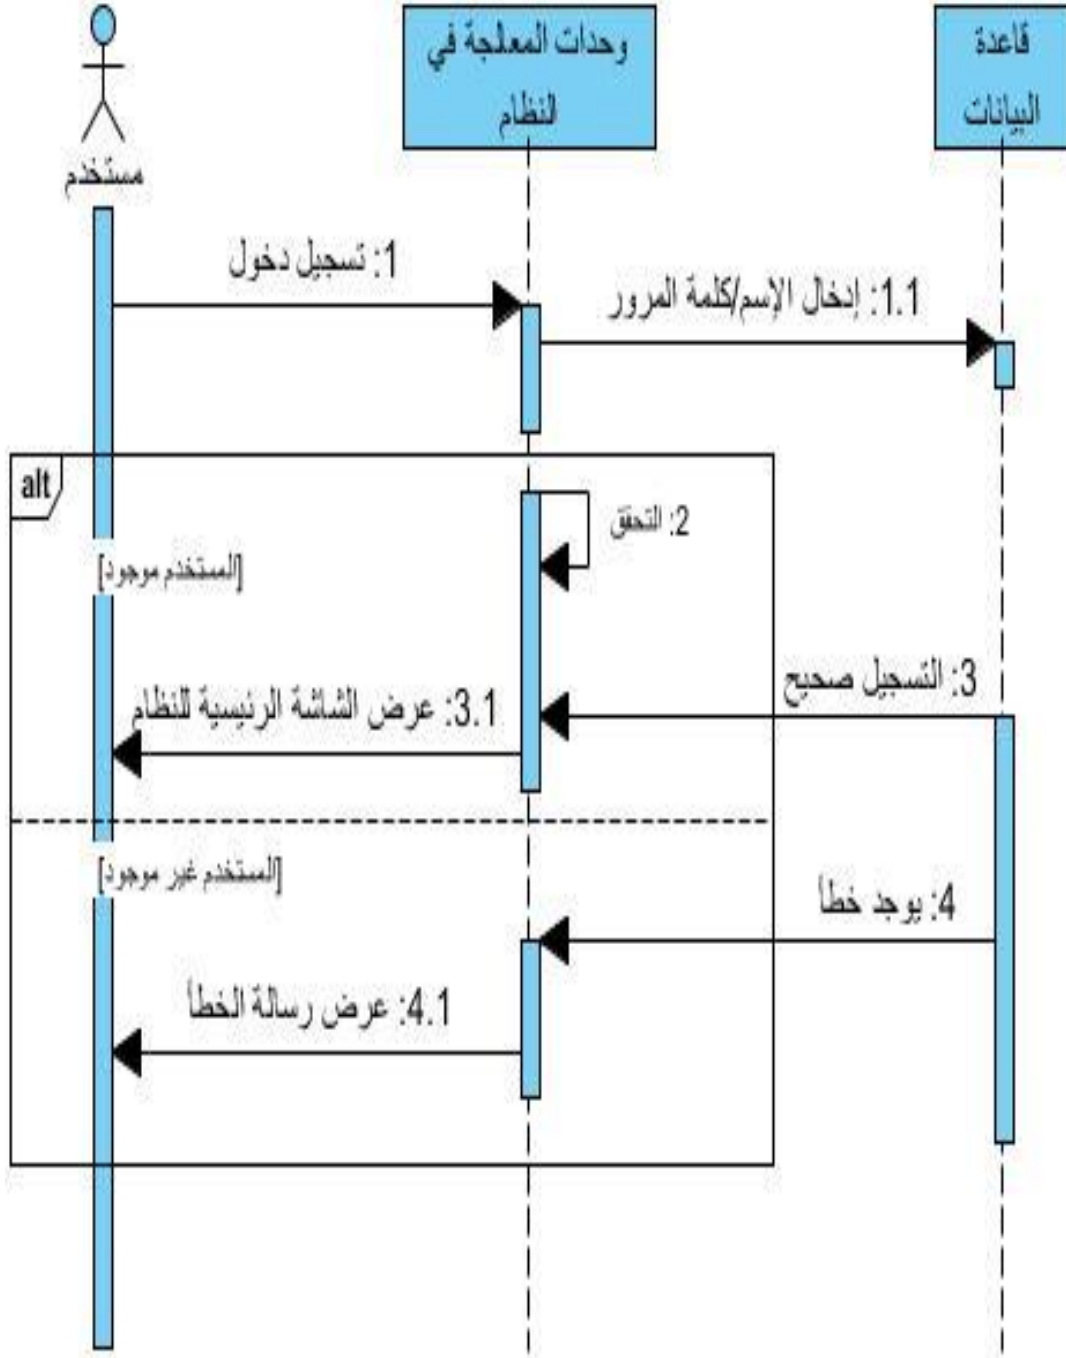 مستخدم
وحدات المعالجة في
النظام
قاعدة
البيانات
1: تسجيل دخول
1.1: إدخال الإسم/كلمة المرور
alt
2: التحقق
[المستخدم موجود]
3: التسجيل صحيح
3.1: عرض الشاشة الرئيسية للنظام
[المستخدم غير موجود]
4: يوجد خطأ
4.1: عرض رسالة الخطأ